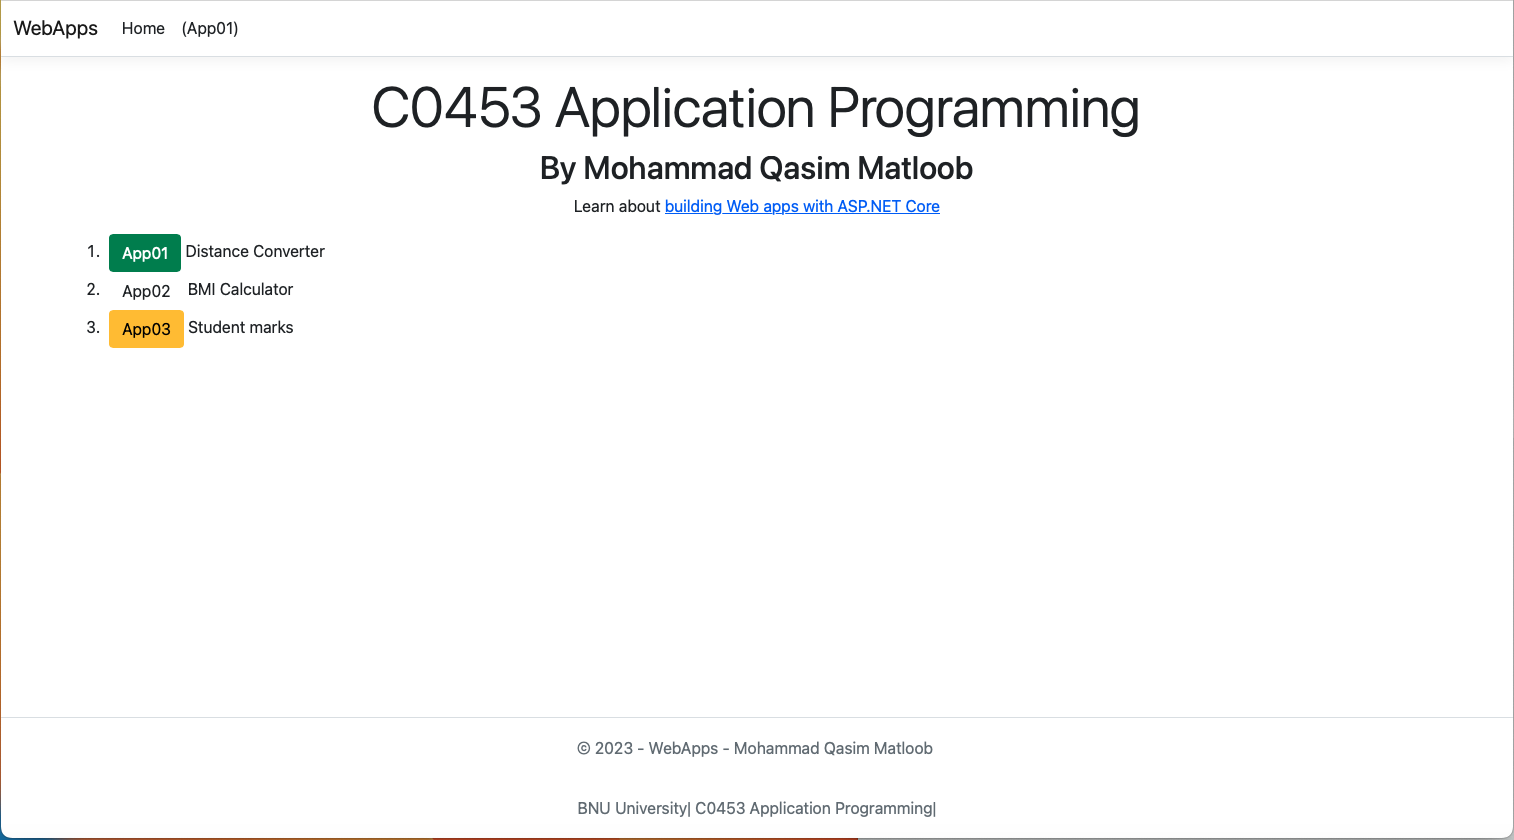 WebApps Home (App01)
C0453 Application Programming
By Mohammad Qasim Matloob
Learn about building Web apps with ASP.NET Core
1. App01 Distance Converter
2. App02 BMI Calculator
3. App03 Student marks
© 2023 - WebApps - Mohammad Qasim Matloob
BNU University| C0453 Application Programming|